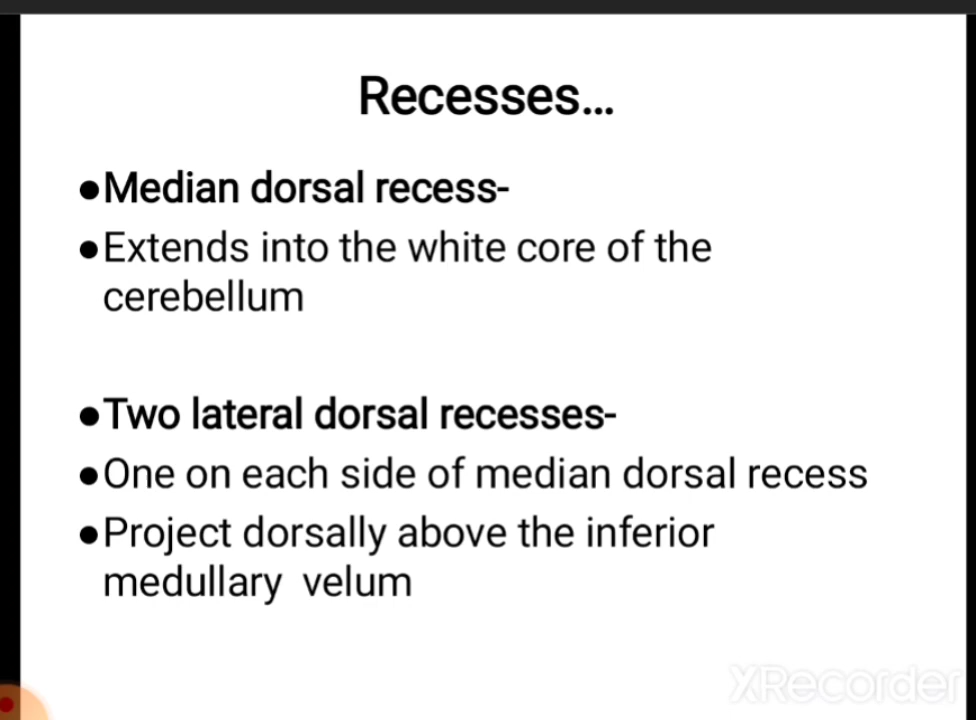 Recesses...
●Median dorsal recess-
●Extends into the white core of the
cerebellum
●Two lateral dorsal recesses-
●One on each side of median dorsal recess
●Project dorsally above the inferior
medullary velum
XRecorder